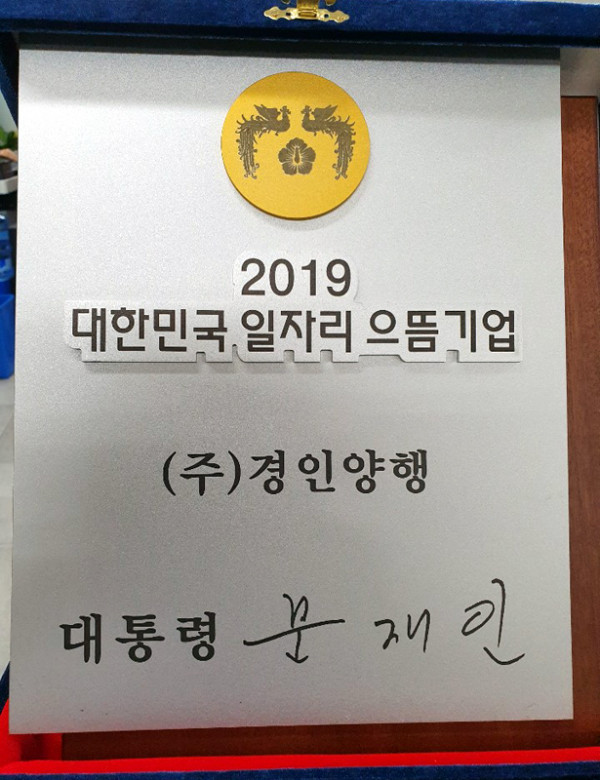 2019
대한민국 일자리 으뜸기업
(주)경인양행
대통령 문재인